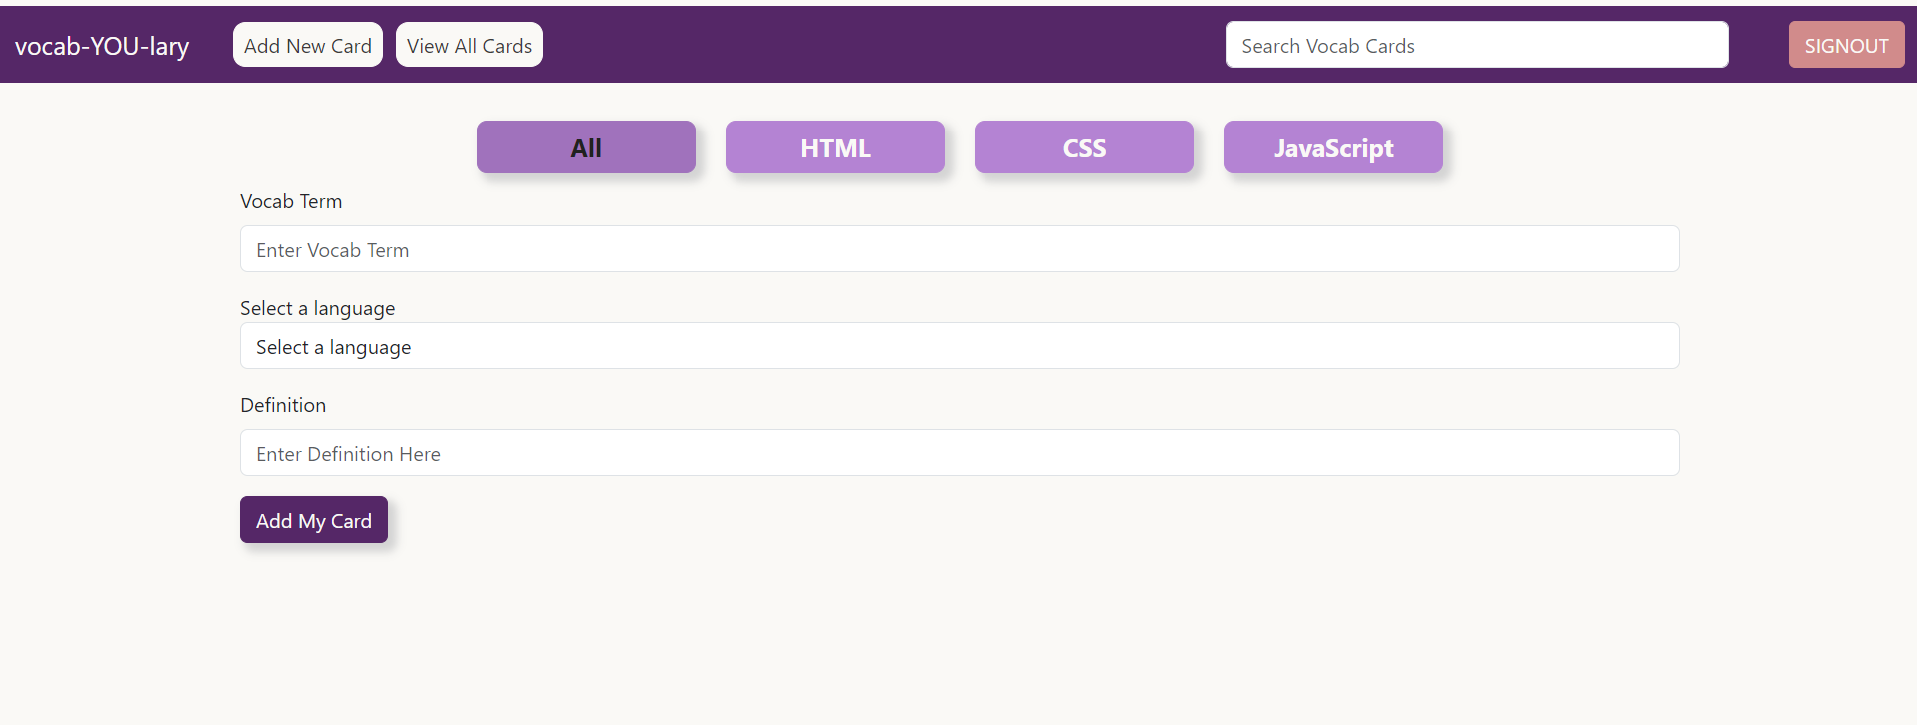 vocab-YOU-lary Add New Card View All Cards Search Vocab Cards SIGNOUT
All HTML CSS JavaScript
Vocab Term
Enter Vocab Term
Select a language
Select a language
Definition
Enter Definition Here
Add My Card